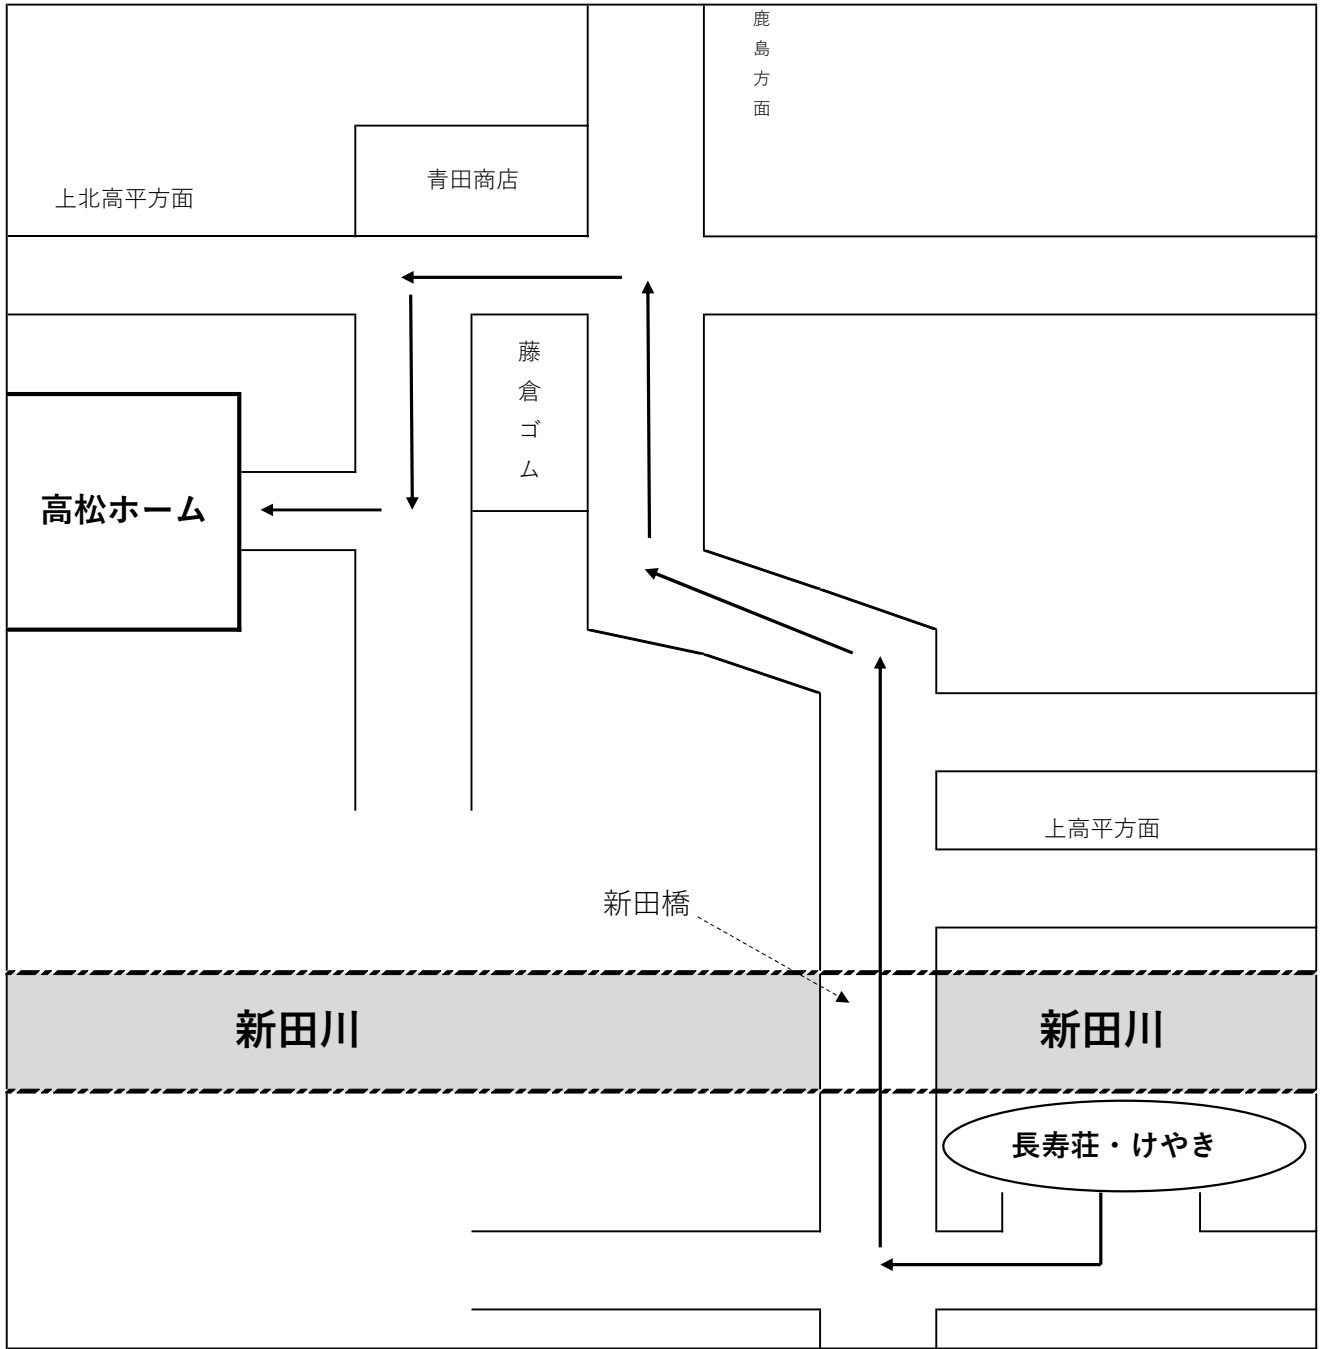 鹿島方面
青田商店
上北高平方面
藤倉ゴム
高松ホーム
上高平方面
新田橋
新田川
新田川
長寿荘・けやき